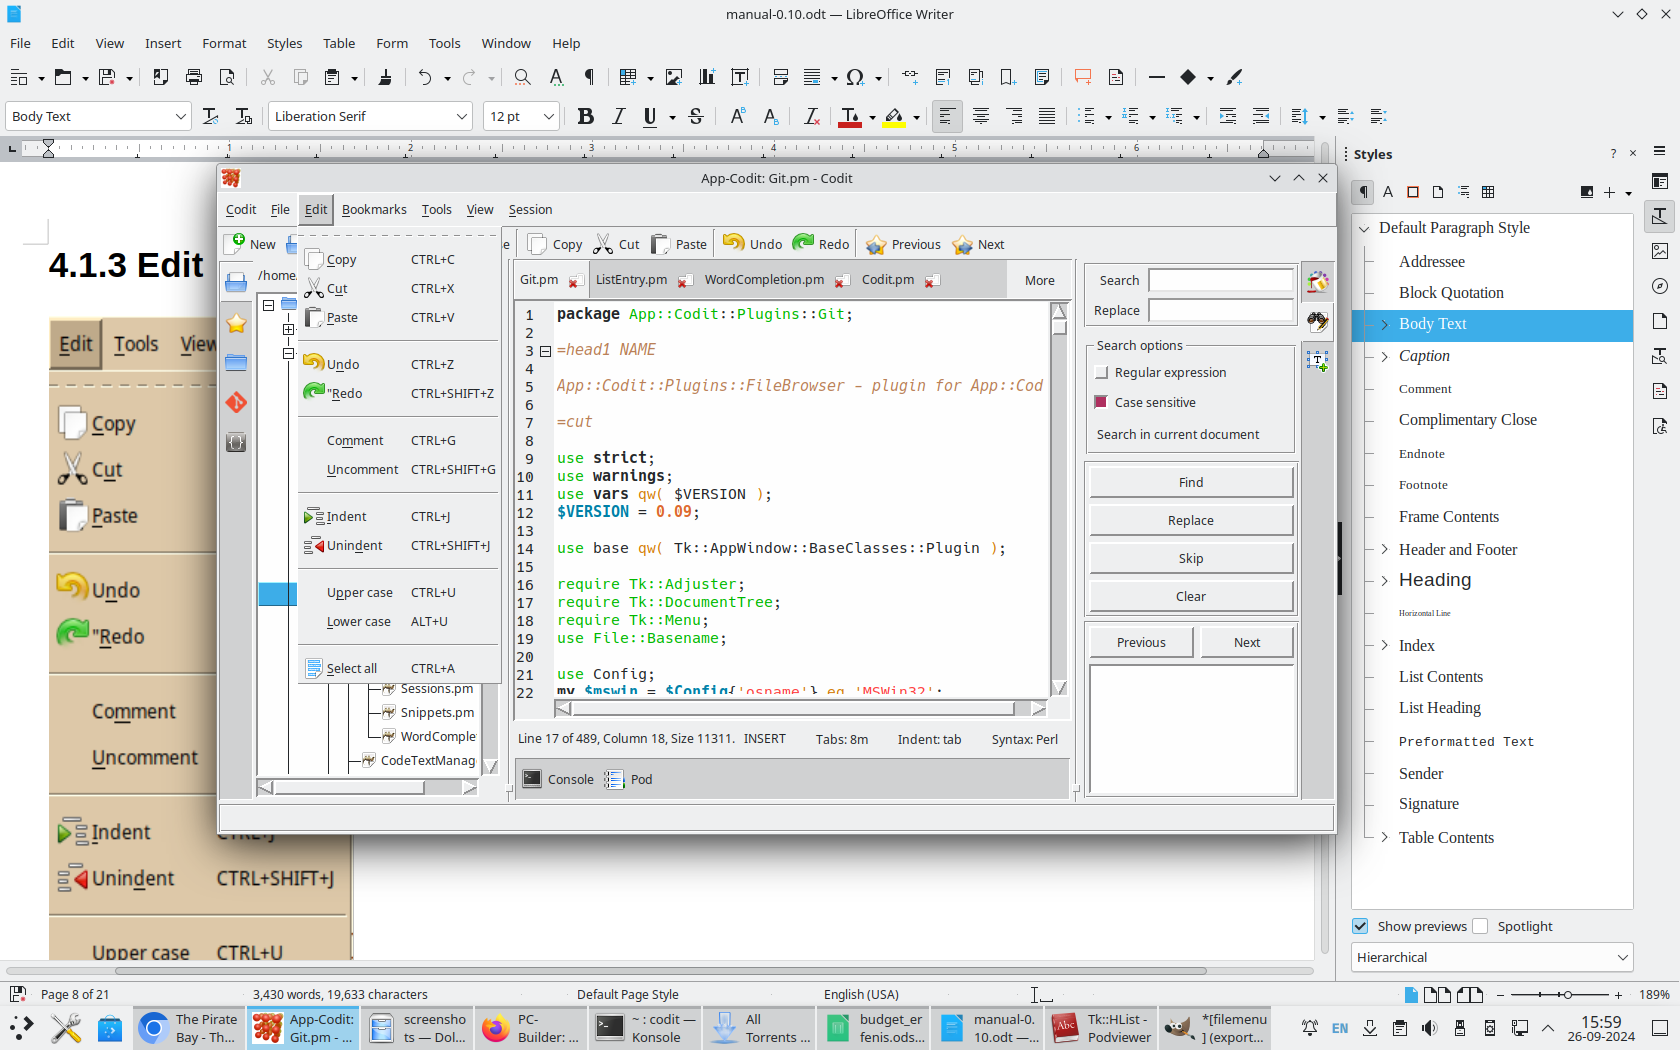 manual-0.10.odt — LibreOffice Writer
File Edit View Insert Format Styles Table Form Tools Window Help
Body Text Liberation Serif 12 pt
1 2 3 4 5 6
4.1.3 Edit
Edit Tools View
Copy
Cut
Paste
Undo
"Redo
Comment
Uncomment
Indent CTRL+J
Unindent CTRL+SHIFT+J
Upper case CTRL+U
App-Codit: Git.pm - Codit
Codit File Edit Bookmarks Tools View Session
New Copy Cut Paste Undo Redo Previous Next
/home
Copy CTRL+C
Cut CTRL+X
Paste CTRL+V
Undo CTRL+Z
"Redo CTRL+SHIFT+Z
Comment CTRL+G
Uncomment CTRL+SHIFT+G
Indent CTRL+J
Unindent CTRL+SHIFT+J
Upper case CTRL+U
Lower case ALT+U
Select all CTRL+A
Sessions.pm
Snippets.pm
WordComple
CodeTextManag
Git.pm ListEntry.pm WordCompletion.pm Codit.pm More
1 package App::Codit::Plugins::Git;
2
3 =head1 NAME
4
5 App::Codit::Plugins::FileBrowser - plugin for App::Cod
6
7 =cut
8
9 use strict;
10 use warnings;
11 use vars qw( $VERSION );
12 $VERSION = 0.09;
13
14 use base qw( Tk::AppWindow::BaseClasses::Plugin );
15
16 require Tk::Adjuster;
17 require Tk::DocumentTree;
18 require Tk::Menu;
19 use File::Basename;
20
21 use Config;
22 my $mswin = $Config{'osname'} eq 'MSWin32';
Line 17 of 489, Column 18, Size 11311. INSERT Tabs: 8m Indent: tab Syntax: Perl
Console Pod
Search
Replace
Search options
Regular expression
Case sensitive
Search in current document
Find
Replace
Skip
Clear
Previous Next
Styles
Default Paragraph Style
Addressee
Block Quotation
Body Text
Caption
Comment
Complimentary Close
Endnote
Footnote
Frame Contents
Header and Footer
Heading
Horizontal Line
Index
List Contents
List Heading
Preformatted Text
Sender
Signature
Table Contents
Show previews Spotlight
Hierarchical
Page 8 of 21 3,430 words, 19,633 characters Default Page Style English (USA) 189%
The Pirate Bay - Th...
App-Codit: Git.pm - ...
screenshots — Dol...
PC-Builder: ...
~ : codit — Konsole
All Torrents ...
budget_erfenis.ods...
manual-0.10.odt —...
Tk::HList - Podviewer
*[filemenu] (export...
EN
15:59
26-09-2024